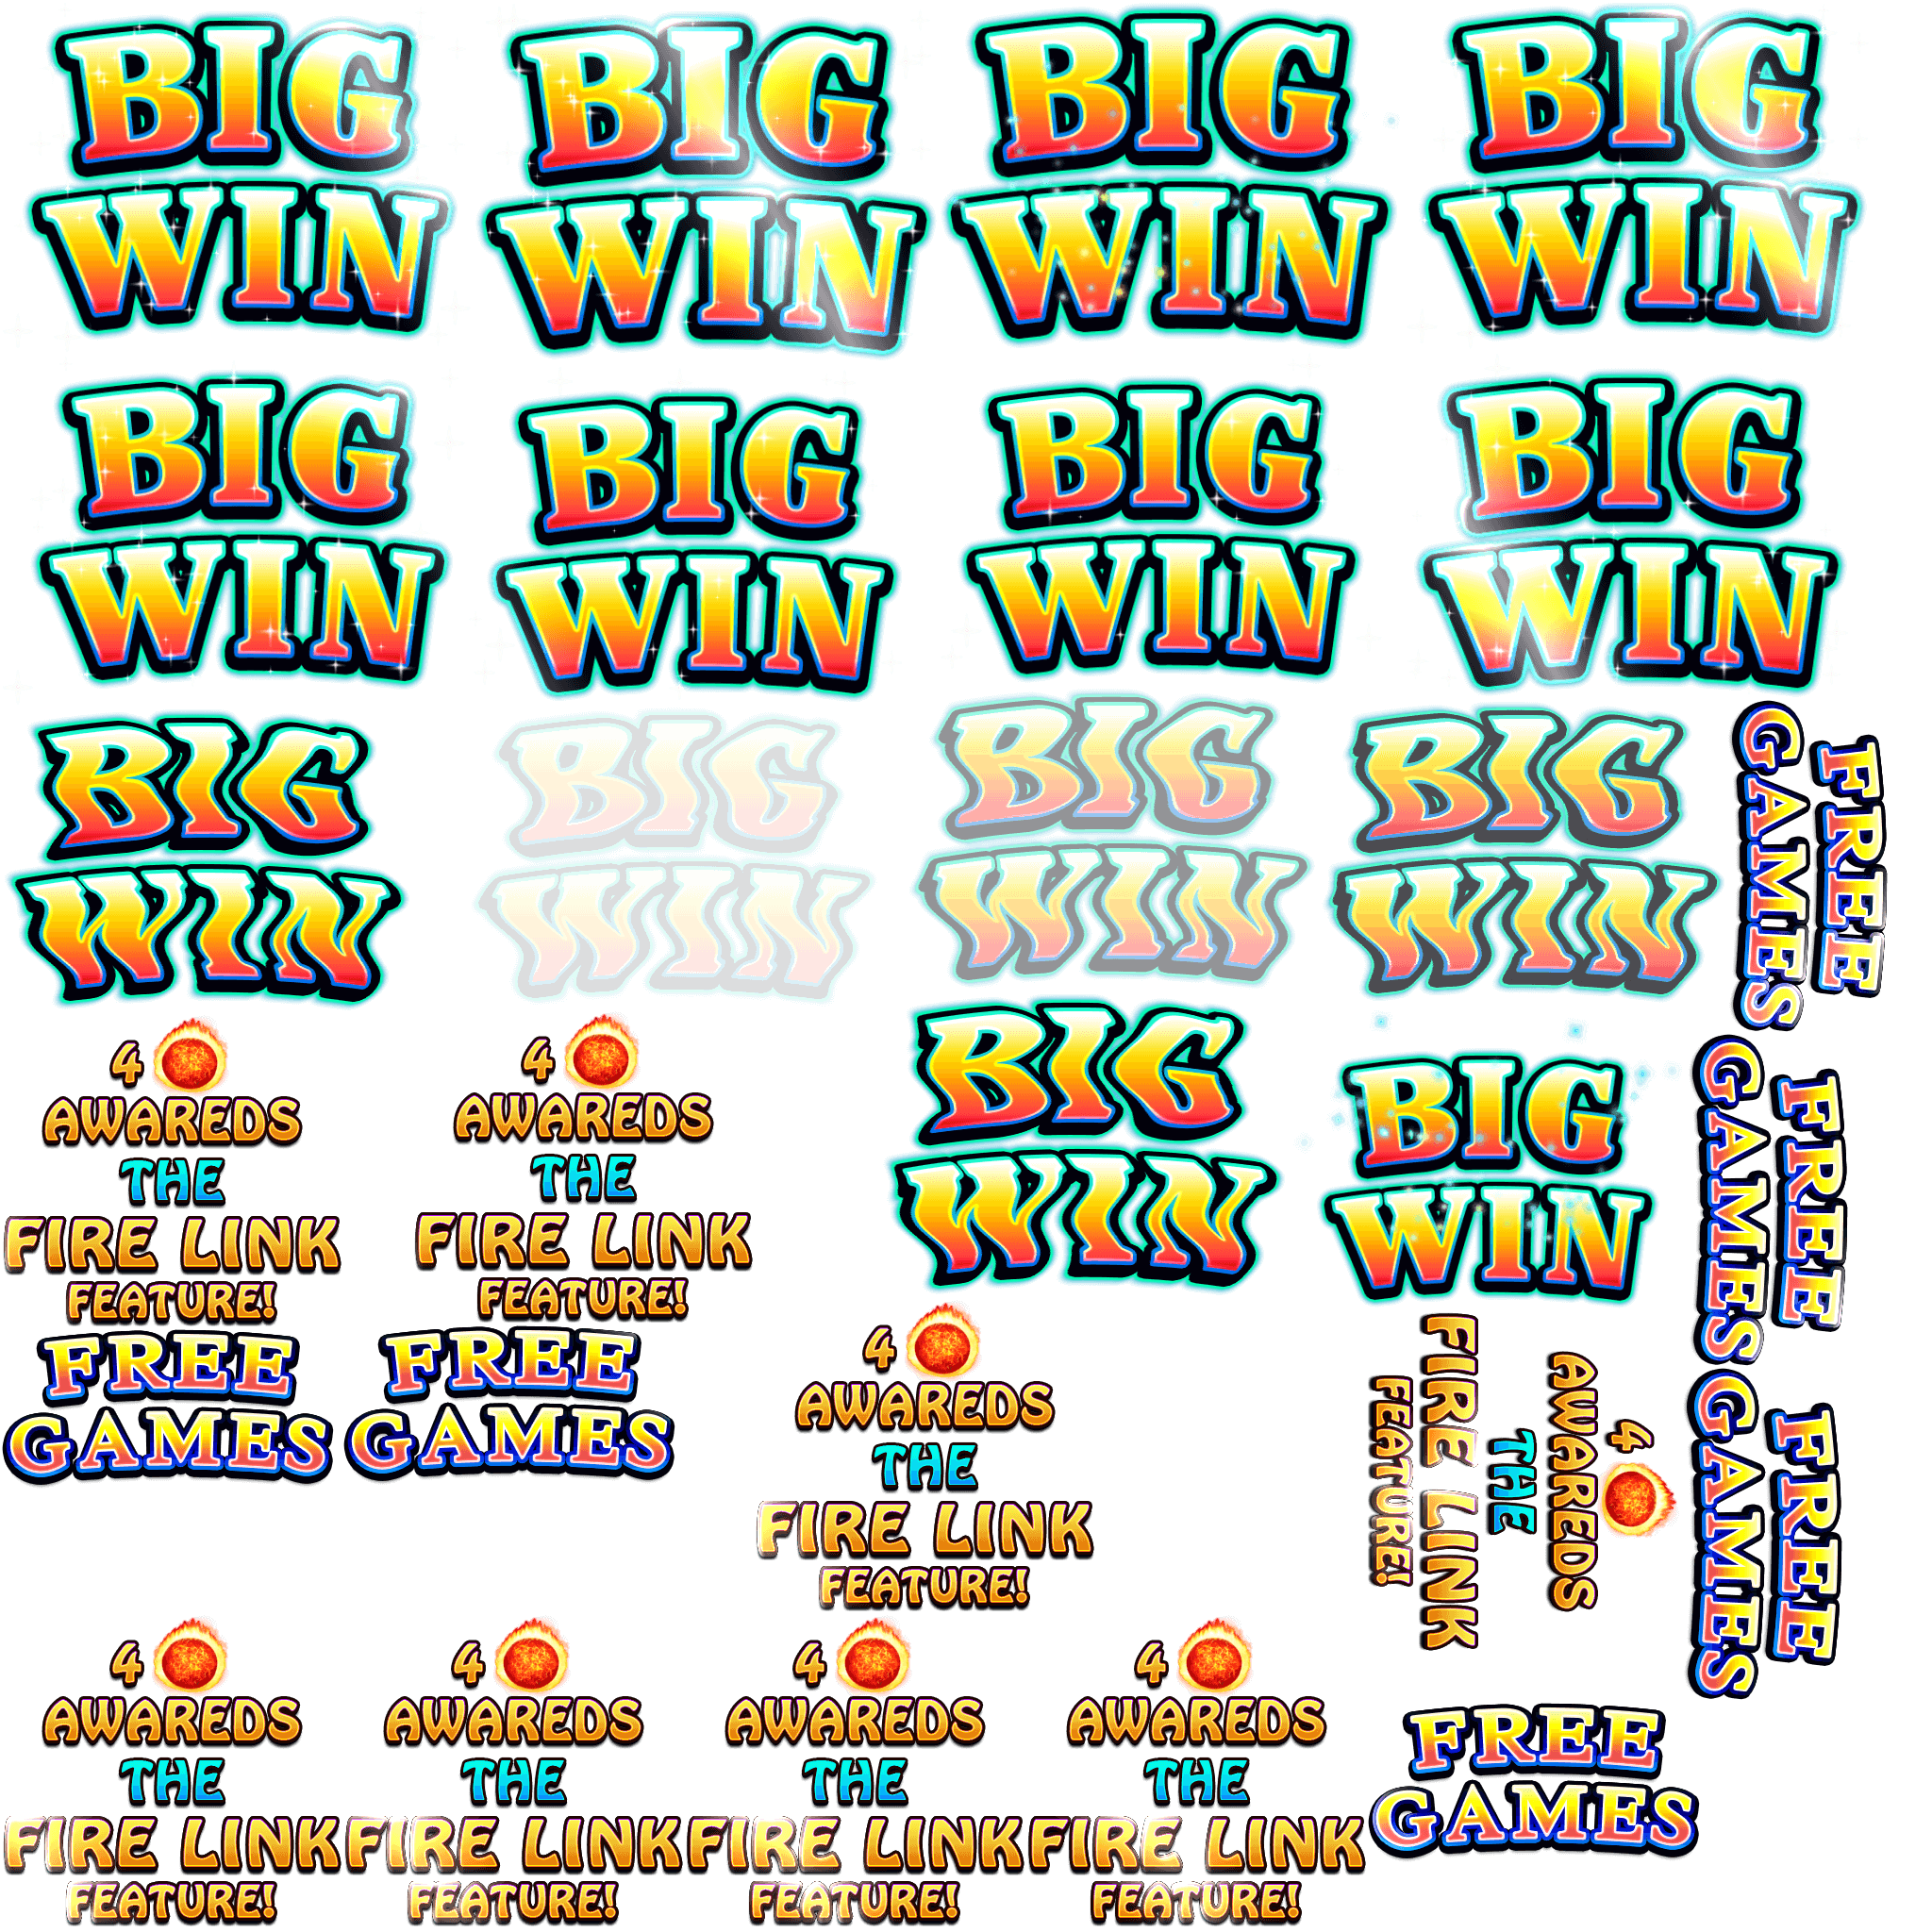 BIG
WIN
BIG
WIN
BIG
WIN
BIG
WIN
BIG
WIN
BIG
WIN
BIG
WIN
BIG
WIN
BIG
WIN
BIG
WIN
BIG
WIN
BIG
WIN
FREE
GAMES
4
AWAREDS
THE
FIRE LINK
FEATURE!
4
AWAREDS
THE
FIRE LINK
FEATURE!
BIG
WIN
BIG
WIN
FREE
GAMES
FREE
GAMES
FREE
GAMES
4
AWAREDS
THE
FIRE LINK
FEATURE!
4
AWAREDS
THE
FIRE LINK
FEATURE!
FREE
GAMES
4
AWAREDS
THE
FIRE LINK
FEATURE!
4
AWAREDS
THE
FIRE LINK
FEATURE!
4
AWAREDS
THE
FIRE LINK
FEATURE!
4
AWAREDS
THE
FIRE LINK
FEATURE!
FREE
GAMES